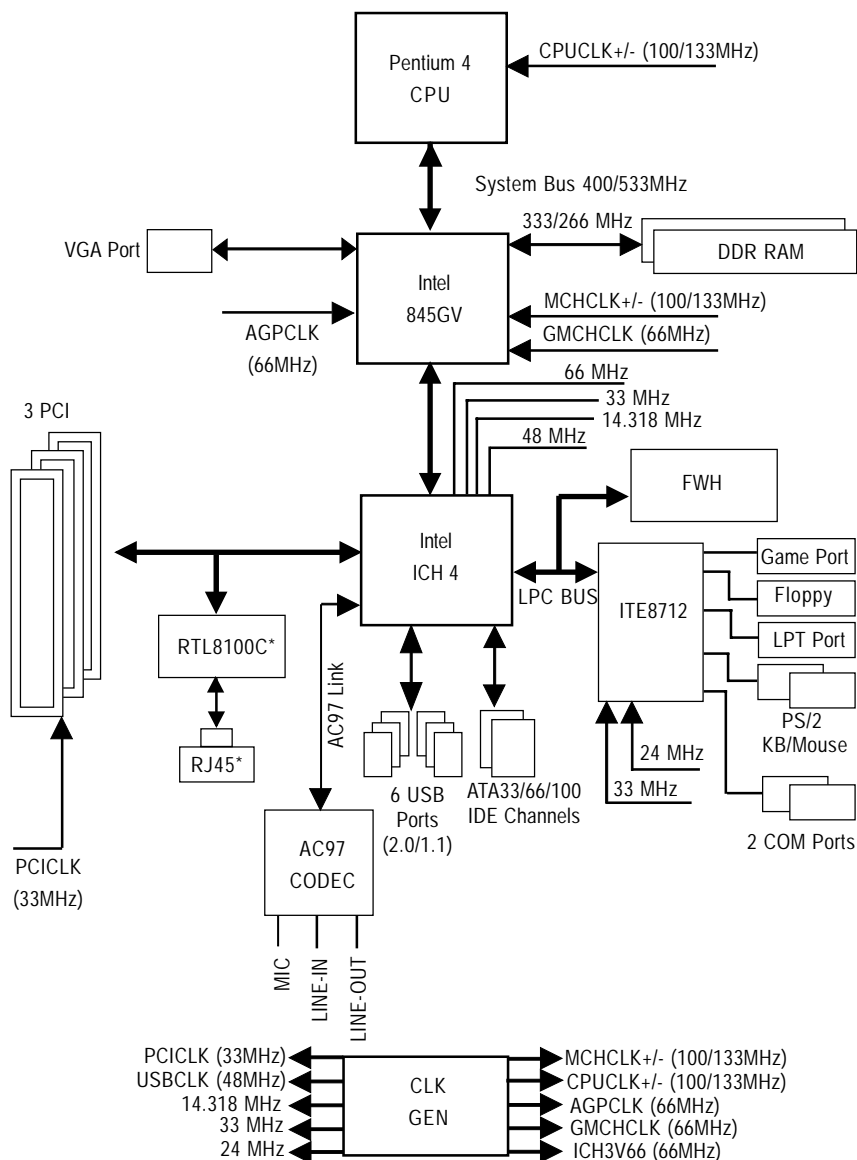 Pentium 4
CPU
CPUCLK+/- (100/133MHz)
System Bus 400/533MHz
333/266 MHz
DDR RAM
VGA Port
Intel
845GV
MCHCLK+/- (100/133MHz)
GMCHCLK (66MHz)
AGPCLK
(66MHz)
66 MHz
33 MHz
14.318 MHz
48 MHz
3 PCI
FWH
Intel
ICH 4
LPC BUS
ITE8712
Game Port
Floppy
LPT Port
PS/2
KB/Mouse
RTL8100C*
RJ45*
AC97 Link
6 USB
Ports
(2.0/1.1)
ATA33/66/100
IDE Channels
24 MHz
33 MHz
2 COM Ports
PCICLK
(33MHz)
AC97
CODEC
MIC
LINE-IN
LINE-OUT
PCICLK (33MHz)
USBCLK (48MHz)
14.318 MHz
33 MHz
24 MHz
CLK
GEN
MCHCLK+/- (100/133MHz)
CPUCLK+/- (100/133MHz)
AGPCLK (66MHz)
GMCHCLK (66MHz)
ICH3V66 (66MHz)